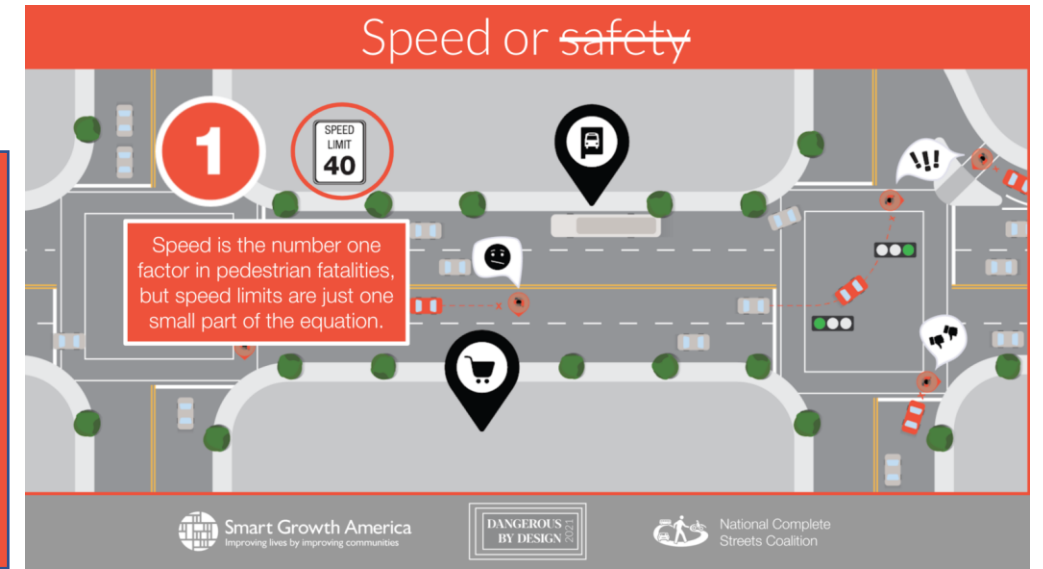 Speed or safety
1
SPEED
LIMIT
40
Speed is the number one
factor in pedestrian fatalities,
but speed limits are just one
small part of the equation.
!!!
Smart Growth America
Improving lives by improving communities
DANGEROUS
BY DESIGN 2021
National Complete
Streets Coalition